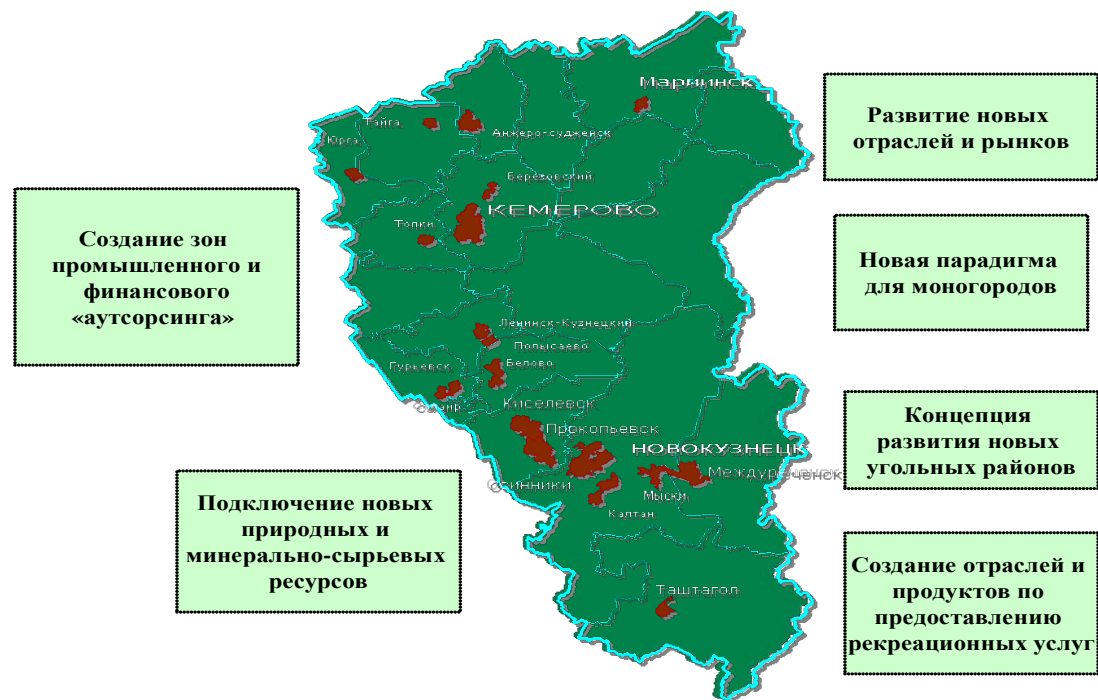 Мариинск
Тайга
Анжеро-судженск
Юрга
Берёзовский
КЕМЕРОВО
Топки
Развитие новых
отраслей и рынков
Создание зон
промышленного и
финансового
«аутсорсинга»
Новая парадигма
для моногородов
Ленинск-Кузнецкий
Полысаево
Белово
Гурьевск
Киселевск
Прокопьевск
НОВОКУЗНЕЦК
Междуреченск
Осинники
Мыски
Калтан
Концепция
развития новых
угольных районов
Подключение новых
природных и
минерально-сырьевых
ресурсов
Таштагол
Создание отраслей и
продуктов по
предоставлению
рекреационных услуг